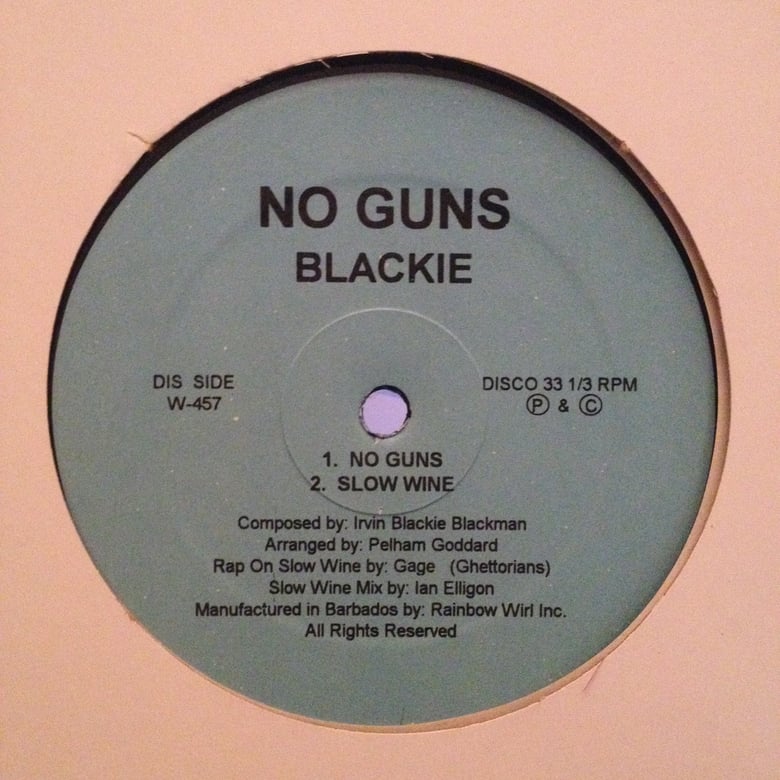 NO GUNS
BLACKIE
DIS SIDE
W-457
DISCO 33 1/3 RPM
Ⓟ & Ⓒ
1. NO GUNS
2. SLOW WINE
Composed by: Irvin Blackie Blackman
Arranged by: Pelham Goddard
Rap On Slow Wine by: Gage (Ghettorians)
Slow Wine Mix by: Ian Elligon
Manufactured in Barbados by: Rainbow Wirl Inc.
All Rights Reserved